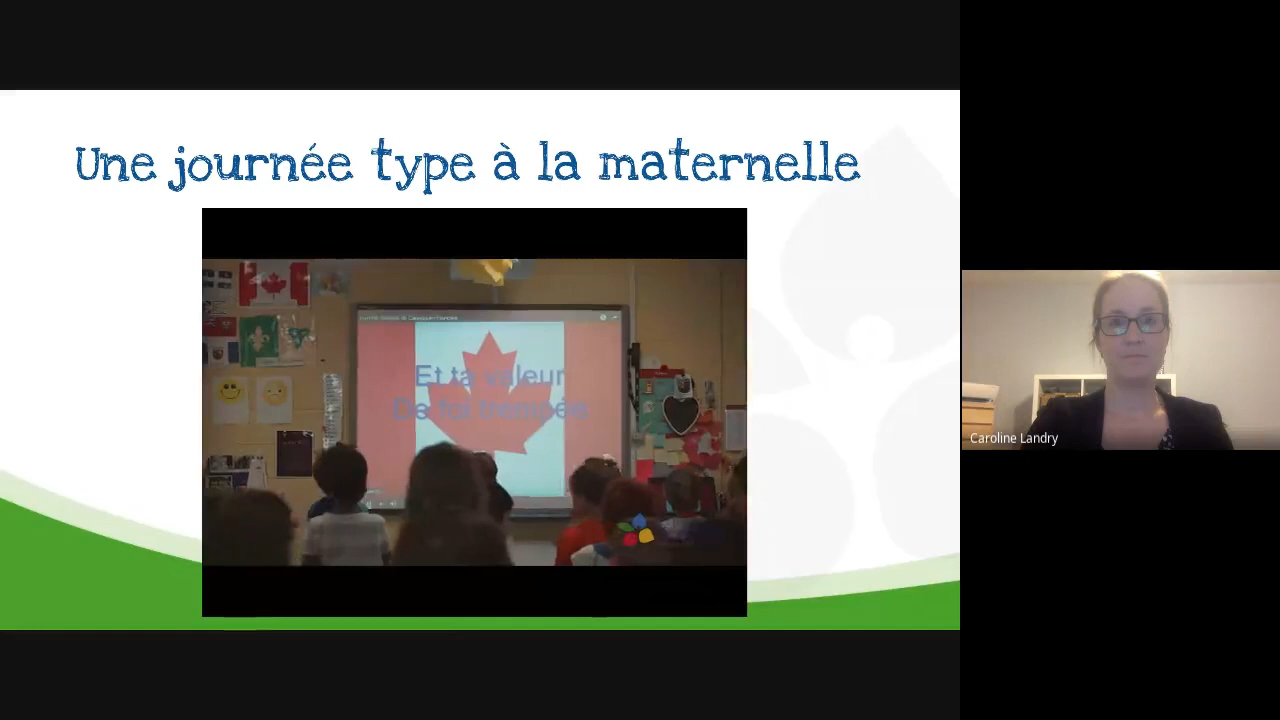 Une journée type à la maternelle
Et ta valeur
De foi trempée
Caroline Landry